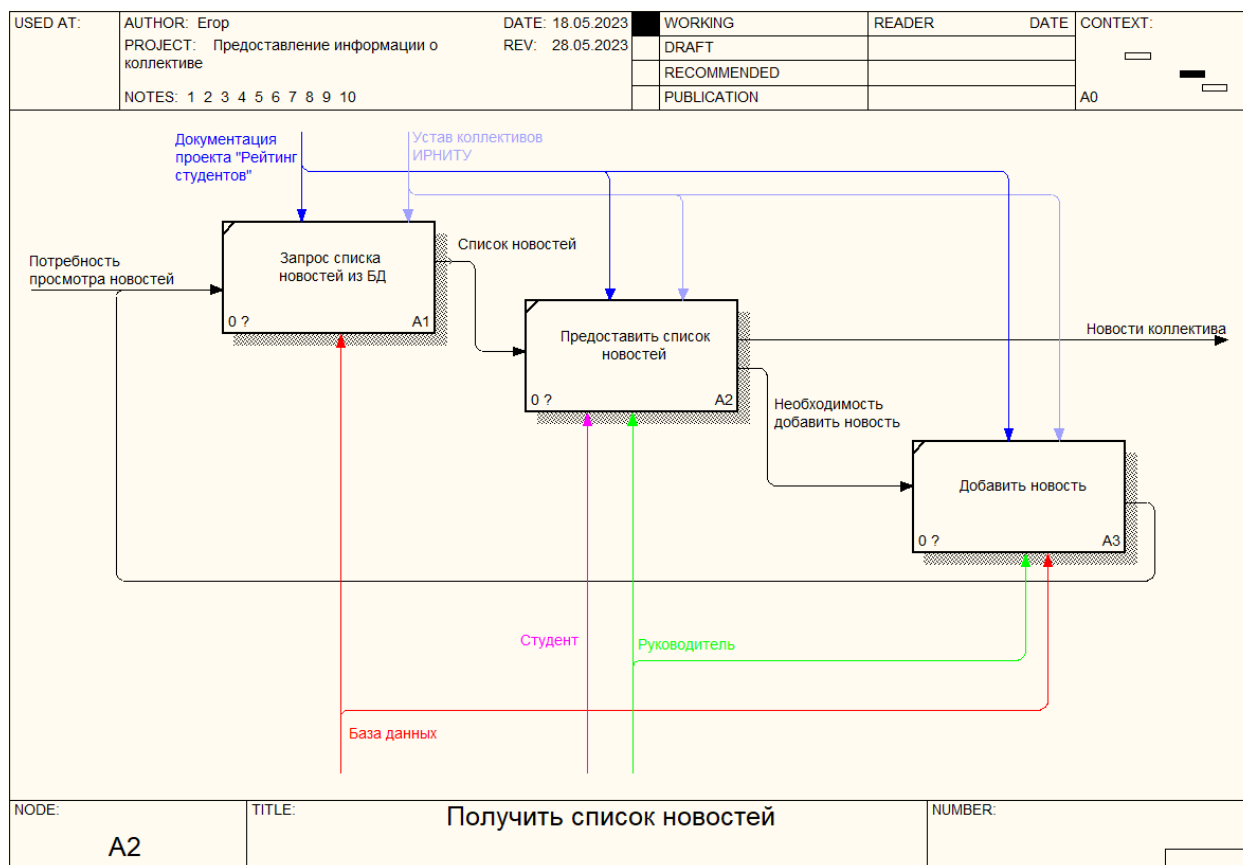 USED AT:
AUTHOR: Егор
DATE: 18.05.2023
PROJECT: Предоставление информации о
коллективе
REV: 28.05.2023
NOTES: 1 2 3 4 5 6 7 8 9 10
WORKING
DRAFT
RECOMMENDED
PUBLICATION
READER
DATE
CONTEXT:
A0
Документация
проекта "Рейтинг
студентов"
Устав коллективов
ИРНИТУ
Потребность
просмотра новостей
Запрос списка
новостей из БД
0 ?
A1
Список новостей
Предоставить список
новостей
0 ?
A2
Новости коллектива
Необходимость
добавить новость
Добавить новость
0 ?
A3
Студент
Руководитель
База данных
NODE:
A2
TITLE:
Получить список новостей
NUMBER: